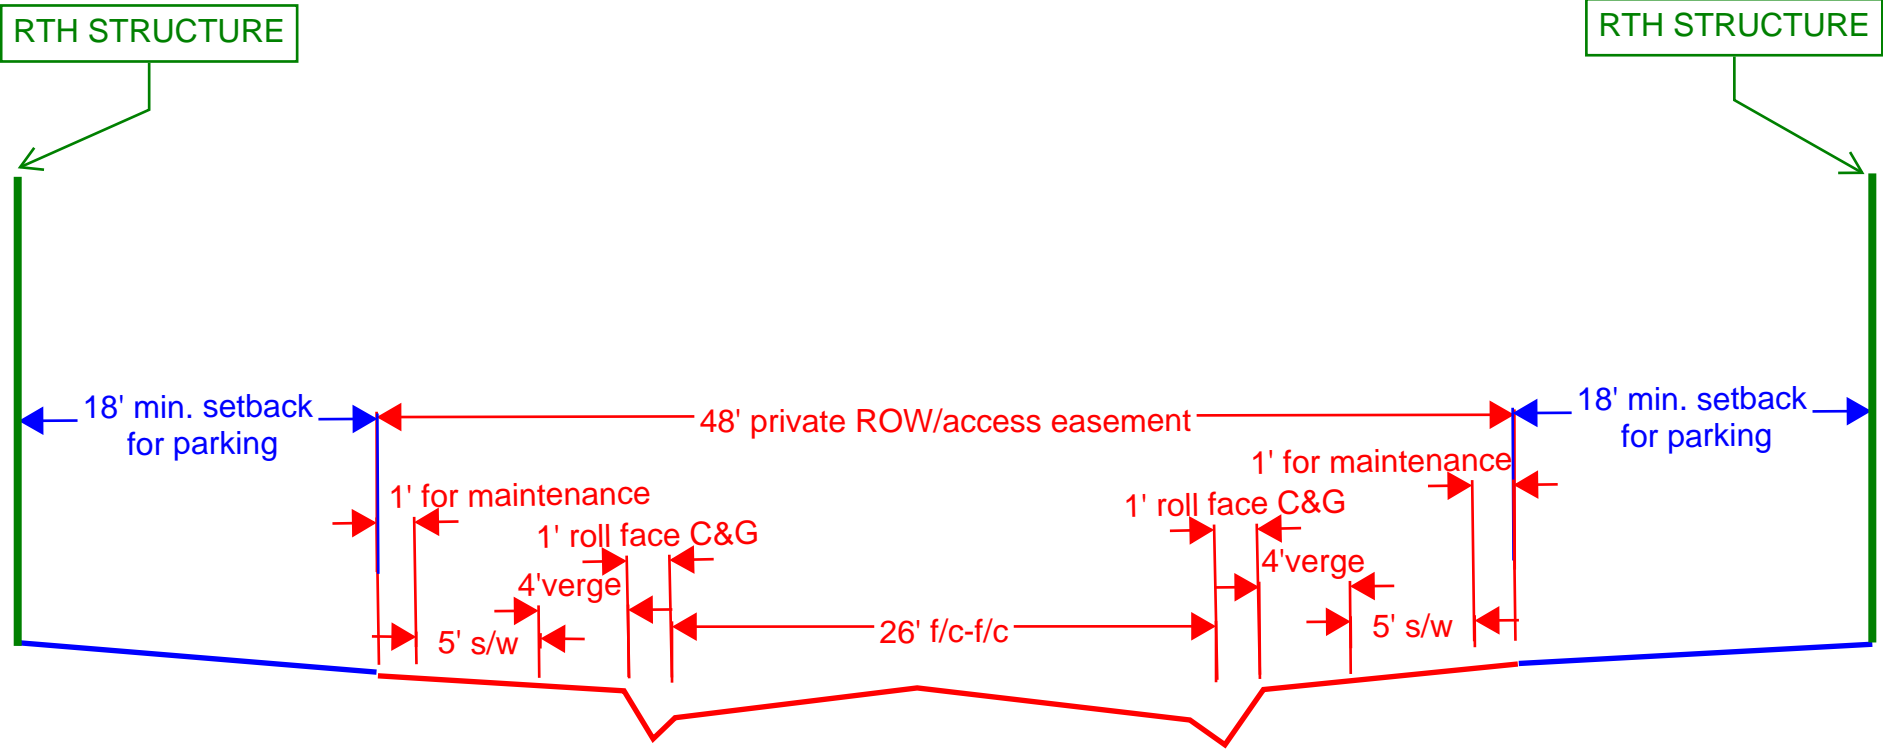 RTH STRUCTURE
RTH STRUCTURE
18' min. setback
for parking
48' private ROW/access easement
18' min. setback
for parking
1' for maintenance
1' for maintenance
1' roll face C&G
1' roll face C&G
4'verge
4'verge
5' s/w
26' f/c-f/c
5' s/w